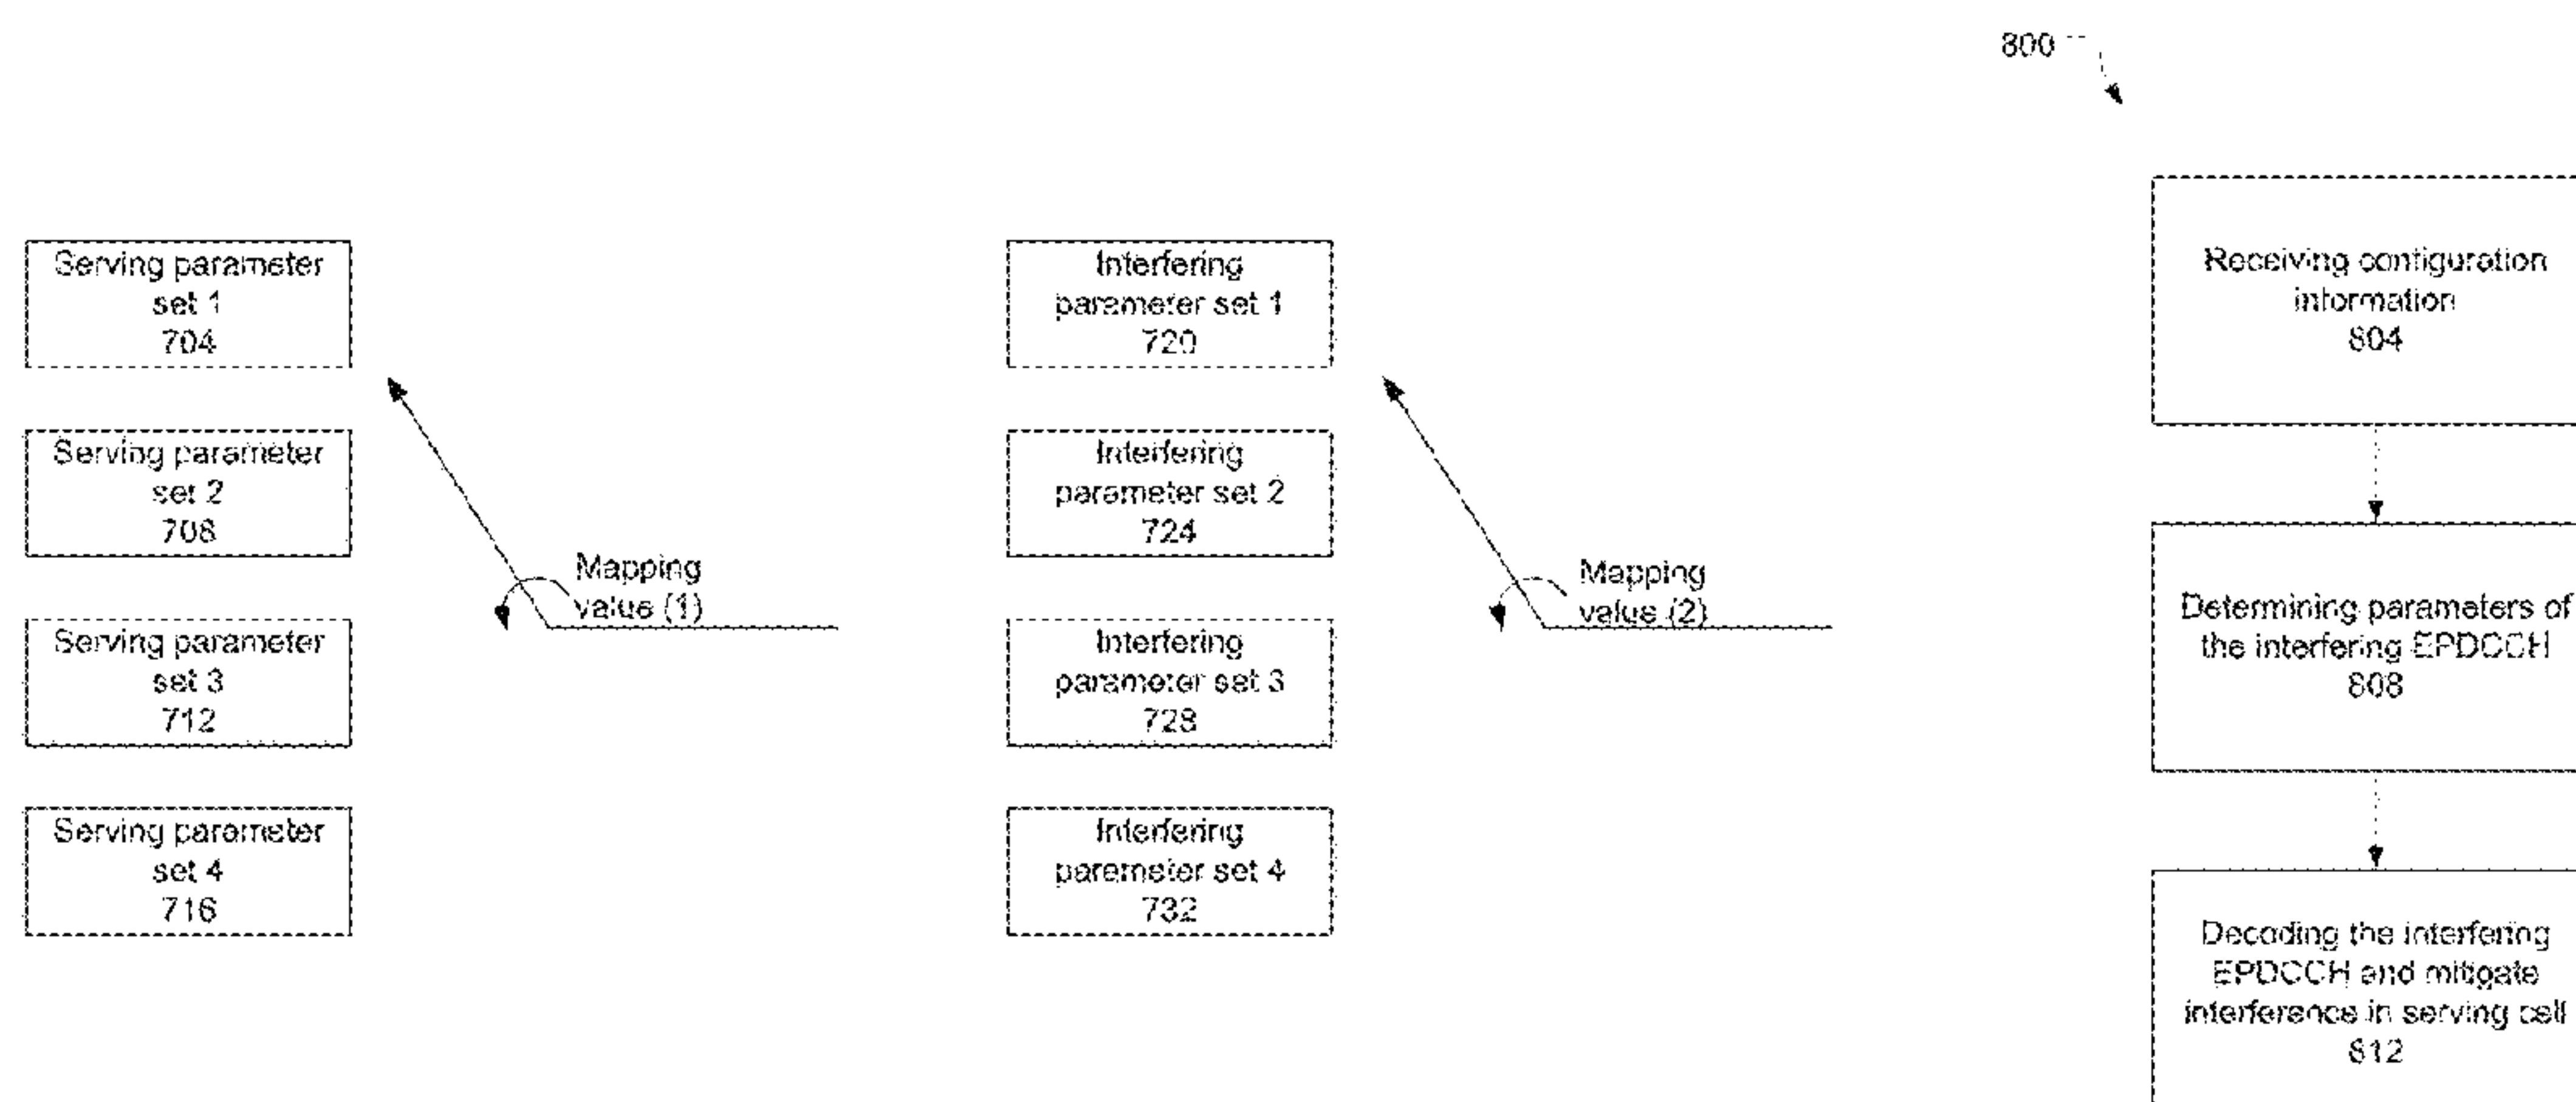 800
Serving parameter
set 1
704
Serving parameter
set 2
708
Serving parameter
set 3
712
Serving parameter
set 4
716
Mapping
value (1)
Interfering
parameter set 1
720
Interfering
parameter set 2
724
Interfering
parameter set 3
728
Interfering
parameter set 4
732
Mapping
value (2)
Receiving configuration
information
804
Determining parameters of
the interfering EPDCCH
808
Decoding the interfering
EPDCCH and mitigate
interference in serving cell
812